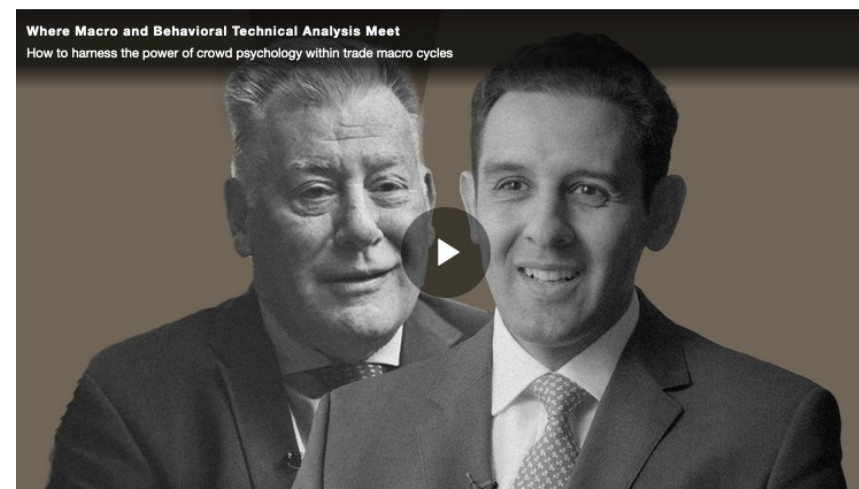 Where Macro and Behavioral Technical Analysis Meet
How to harness the power of crowd psychology within trade macro cycles